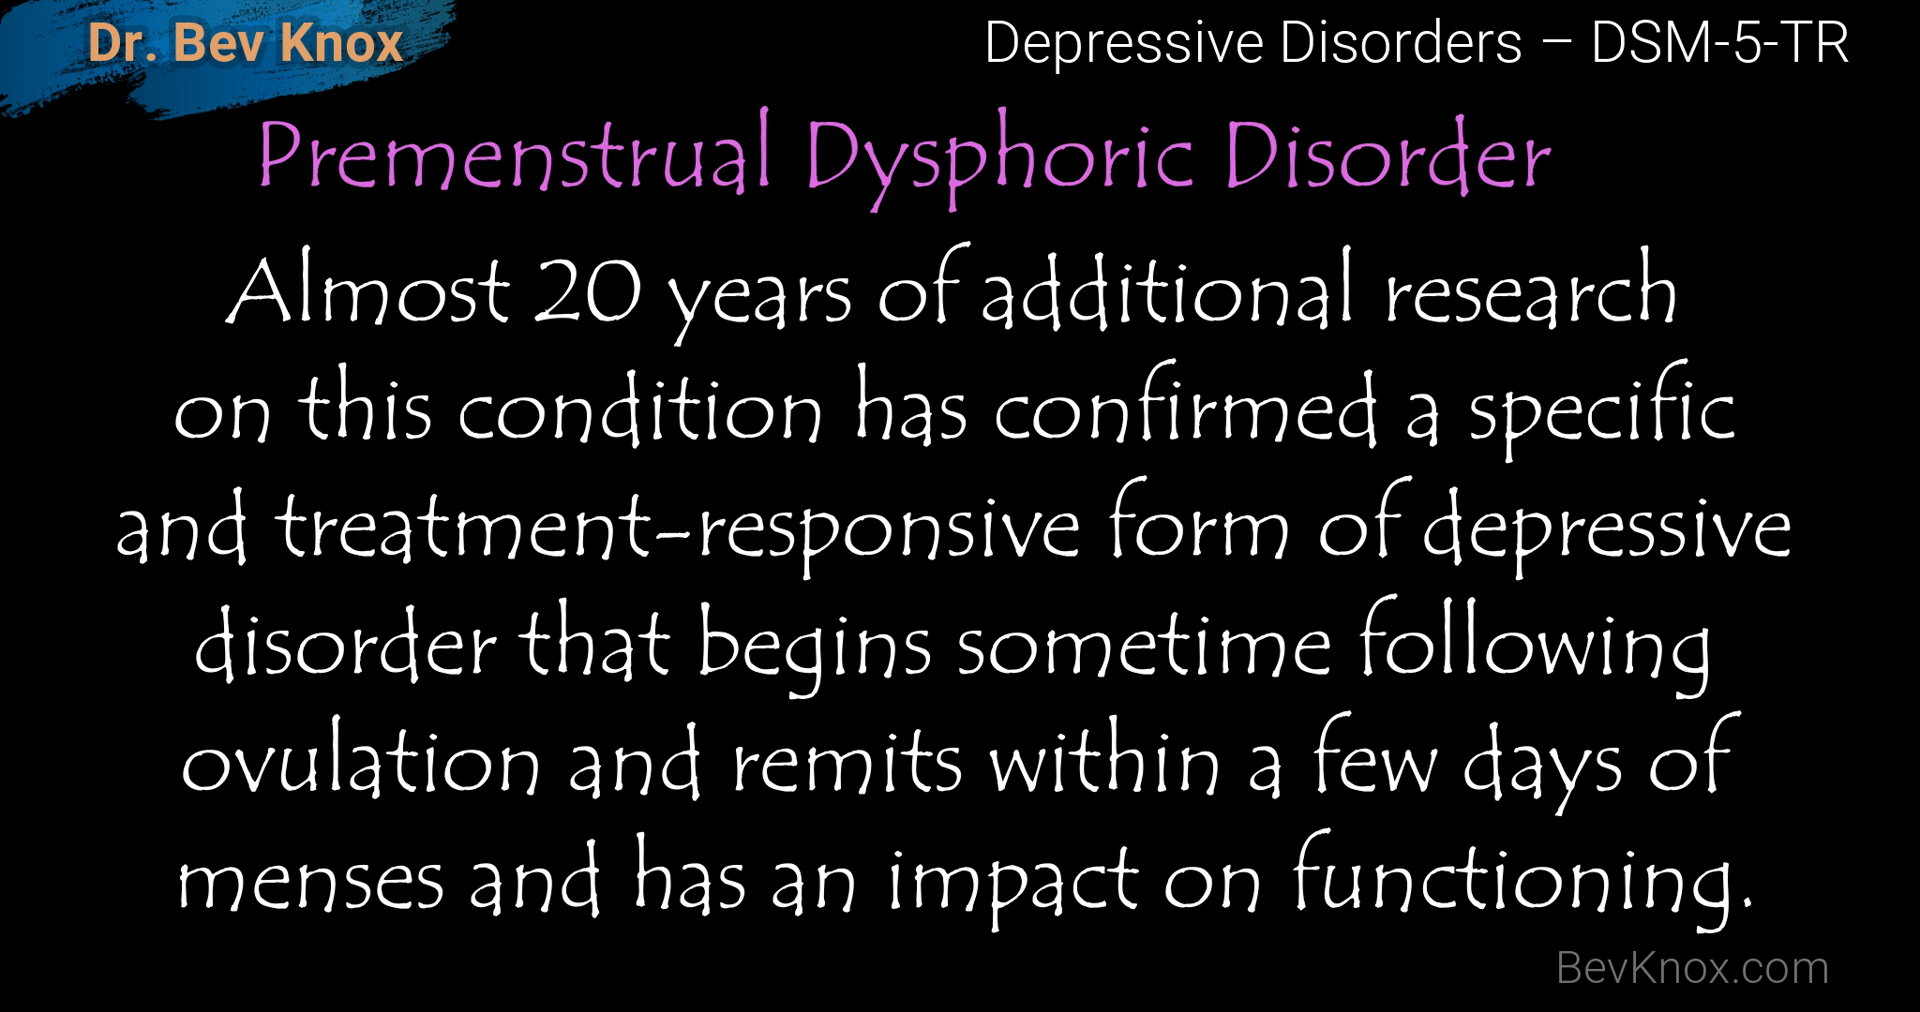 Dr. Bev Knox
Depressive Disorders – DSM-5-TR
Premenstrual Dysphoric Disorder
Almost 20 years of additional research
on this condition has confirmed a specific
and treatment-responsive form of depressive
disorder that begins sometime following
ovulation and remits within a few days of
menses and has an impact on functioning.
BevKnox.com